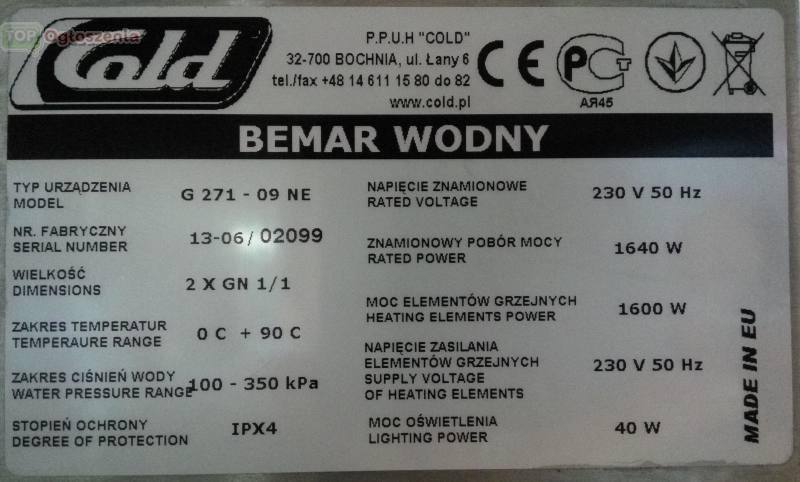 TOP Ogłoszenia
Cold
P.P.U.H "COLD"
32-700 BOCHNIA, ul. Łany 6
tel./fax +48 14 611 15 80 do 82
www.cold.pl
CE
PCT
АЯ45
BEMAR WODNY
TYP URZĄDZENIA
MODEL
G 271 - 09 NE
NR. FABRYCZNY
SERIAL NUMBER
13-06 / 02099
WIELKOŚĆ
DIMENSIONS
2 X GN 1/1
ZAKRES TEMPERATUR
TEMPERAURE RANGE
0 C + 90 C
ZAKRES CIŚNIEŃ WODY
WATER PRESSURE RANGE
100 - 350 kPa
STOPIEŃ OCHRONY
DEGREE OF PROTECTION
IPX4
NAPIĘCIE ZNAMIONOWE
RATED VOLTAGE
230 V 50 Hz
ZNAMIONOWY POBÓR MOCY
RATED POWER
1640 W
MOC ELEMENTÓW GRZEJNYCH
HEATING ELEMENTS POWER
1600 W
NAPIĘCIE ZASILANIA
ELEMENTÓW GRZEJNYCH
SUPPLY VOLTAGE
OF HEATING ELEMENTS
230 V 50 Hz
MOC OŚWIETLENIA
LIGHTING POWER
40 W
MADE IN EU